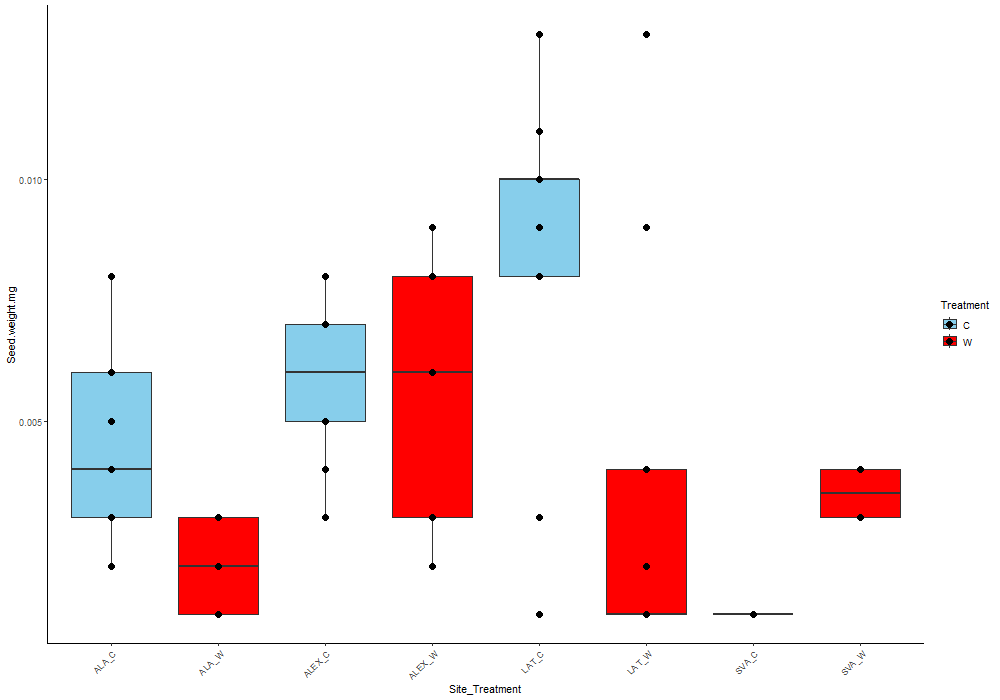 Seed.weight.mg
0.010
0.005
ALA_C
ALA_W
ALEX_C
ALEX_W
LAT_C
LAT_W
SVA_C
SVA_W
Site_Treatment
Treatment
C
W